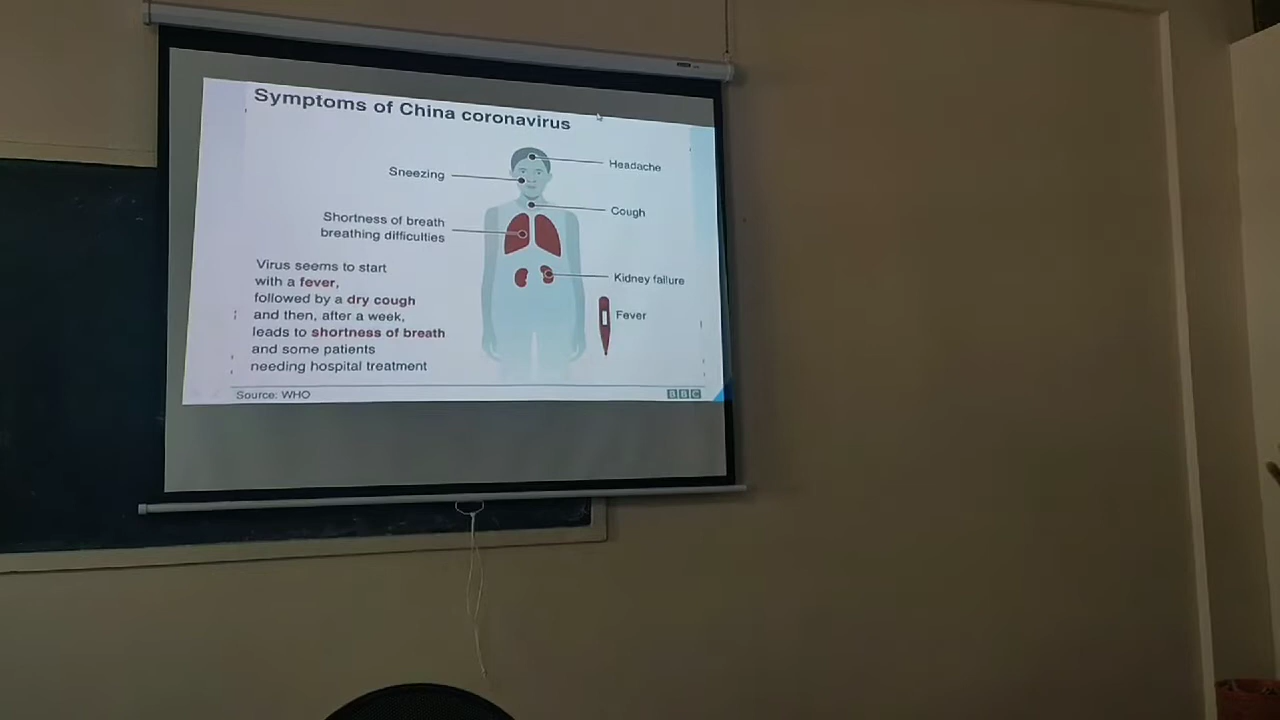 Symptoms of China coronavirus
Headache
Sneezing
Cough
Shortness of breath
breathing difficulties
Virus seems to start
with a fever,
followed by a dry cough
and then, after a week,
leads to shortness of breath
and some patients
needing hospital treatment
Kidney failure
Fever
Source: WHO
BBC